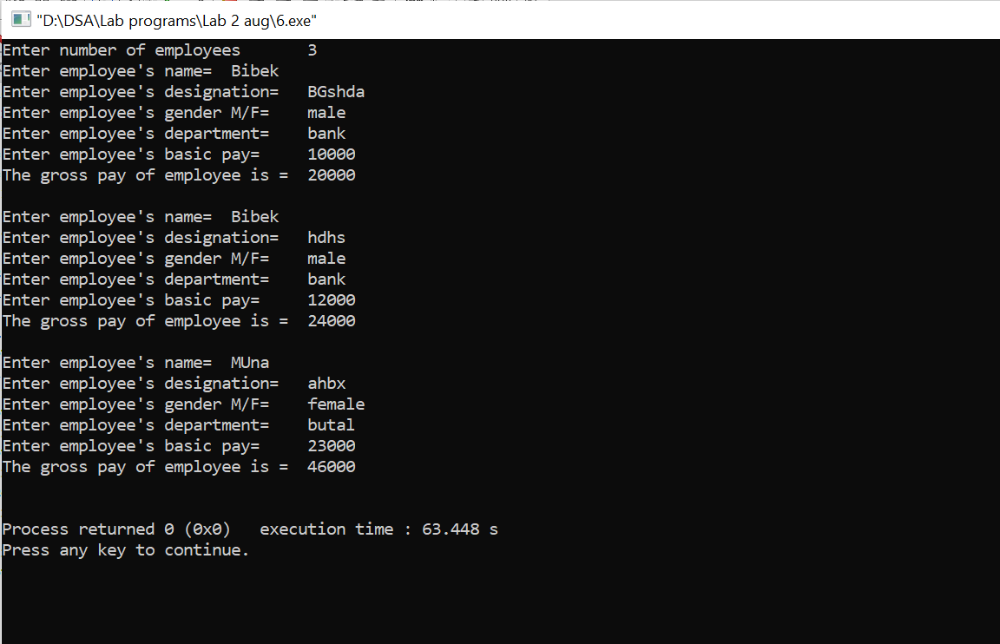 "D:\DSA\Lab programs\Lab 2 aug\6.exe"
Enter number of employees       3
Enter employee's name=  Bibek
Enter employee's designation=   BGshda
Enter employee's gender M/F=    male
Enter employee's department=    bank
Enter employee's basic pay=     10000
The gross pay of employee is =  20000

Enter employee's name=  Bibek
Enter employee's designation=   hdhs
Enter employee's gender M/F=    male
Enter employee's department=    bank
Enter employee's basic pay=     12000
The gross pay of employee is =  24000

Enter employee's name=  MUna
Enter employee's designation=   ahbx
Enter employee's gender M/F=    female
Enter employee's department=    butal
Enter employee's basic pay=     23000
The gross pay of employee is =  46000

Process returned 0 (0x0)   execution time : 63.448 s
Press any key to continue.